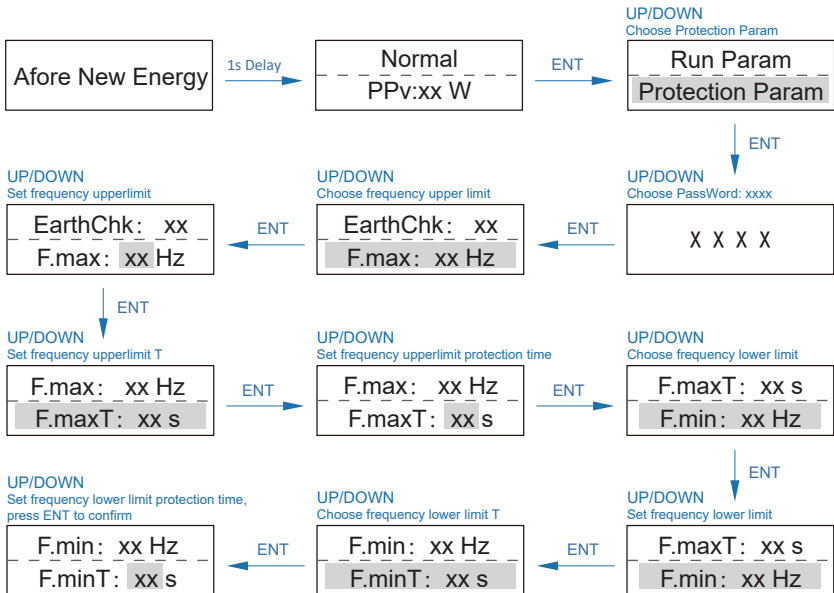 UP/DOWN
Choose Protection Param
Afore New Energy
1s Delay
Normal
PPv:xx W
ENT
Run Param
Protection Param
ENT
UP/DOWN
Set frequency upperlimit
EarthChk: xx
F.max: xx Hz
ENT
UP/DOWN
Choose frequency upper limit
EarthChk: xx
F.max: xx Hz
ENT
UP/DOWN
Choose PassWord: xxxx
X X X X
ENT
UP/DOWN
Set frequency upperlimit T
F.max: xx Hz
F.maxT: xx s
ENT
UP/DOWN
Set frequency upperlimit protection time
F.max: xx Hz
F.maxT: xx s
ENT
UP/DOWN
Choose frequency lower limit
F.maxT: xx s
F.min: xx Hz
ENT
UP/DOWN
Set frequency lower limit protection time,
press ENT to confirm
F.min: xx Hz
F.minT: xx s
ENT
UP/DOWN
Choose frequency lower limit T
F.min: xx Hz
F.minT: xx s
ENT
UP/DOWN
Set frequency lower limit
F.maxT: xx s
F.min: xx Hz